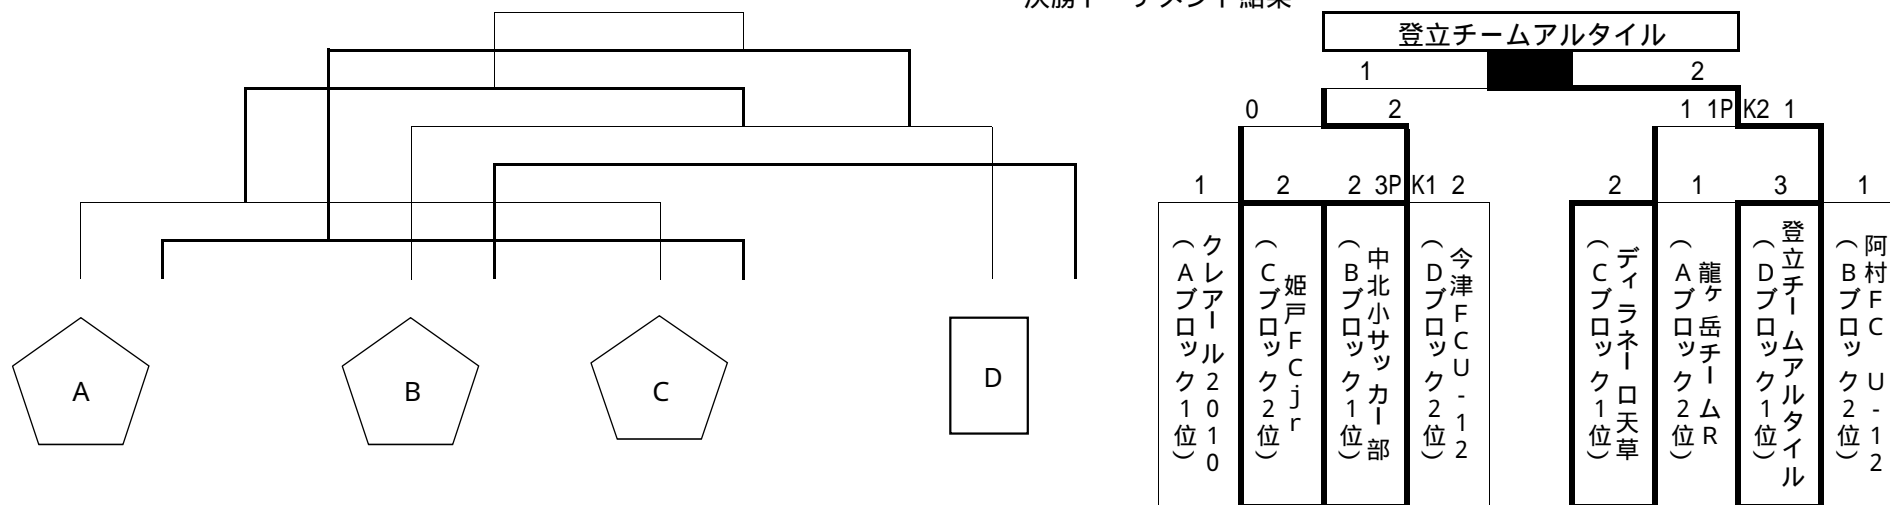 決勝トーナメント結果
登立チームアルタイル
1 2
0 2 1 1PK2 1
1 2 2 3PK1 2 2 1 3 1
クレアール2010
(Aブロック1位)
姫戸FCjr
(Cブロック2位)
中北小サッカー部
(Bブロック1位)
今津FCU-12
(Dブロック2位)
ディラネーロ天草
(Cブロック1位)
龍ヶ岳チームR
(Aブロック2位)
登立チームアルタイル
(Dブロック1位)
阿村FC U-12
(Bブロック2位)
A B C D